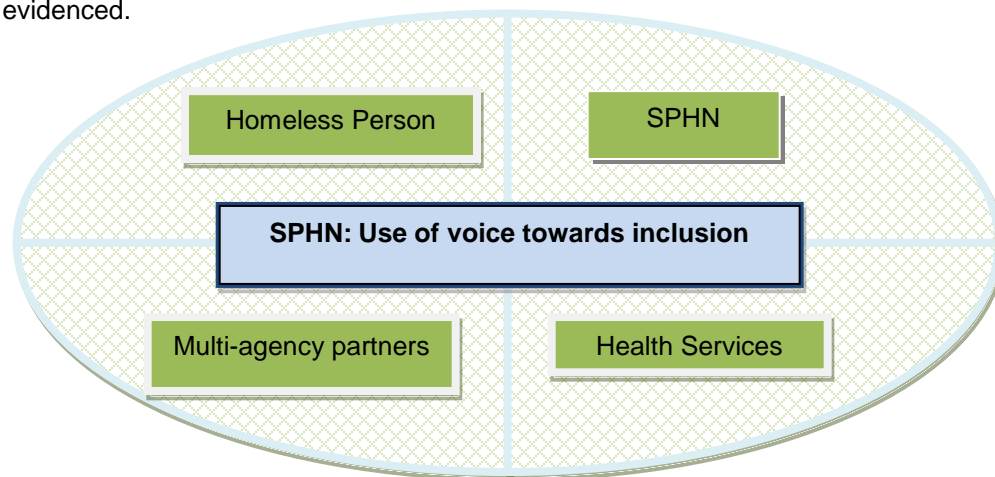 evidenced.
Homeless Person
SPHN
SPHN: Use of voice towards inclusion
Multi-agency partners
Health Services